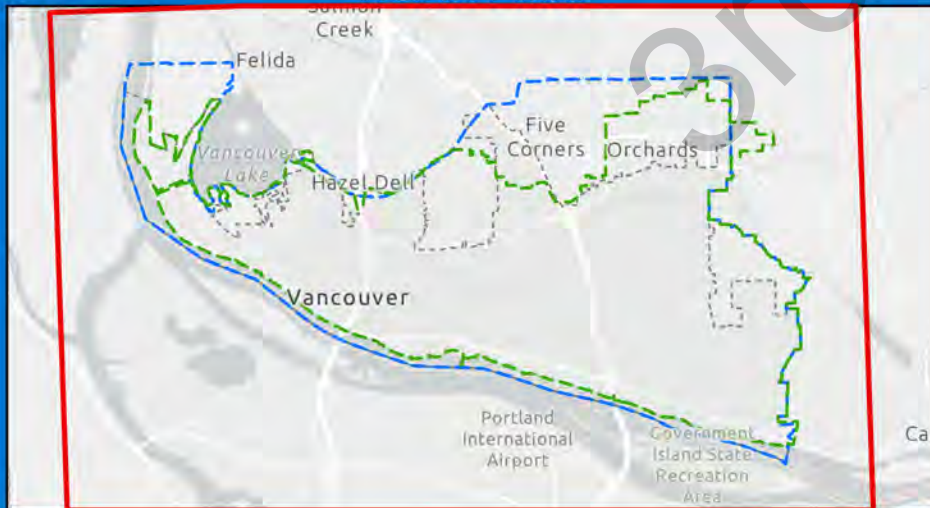 Salmon
Creek
Felida
Vancouver
Lake
Five
Corners
Orchards
Hazel Dell
Vancouver
Portland
International
Airport
Government
Island State
Recreation
Area
Ca
3r